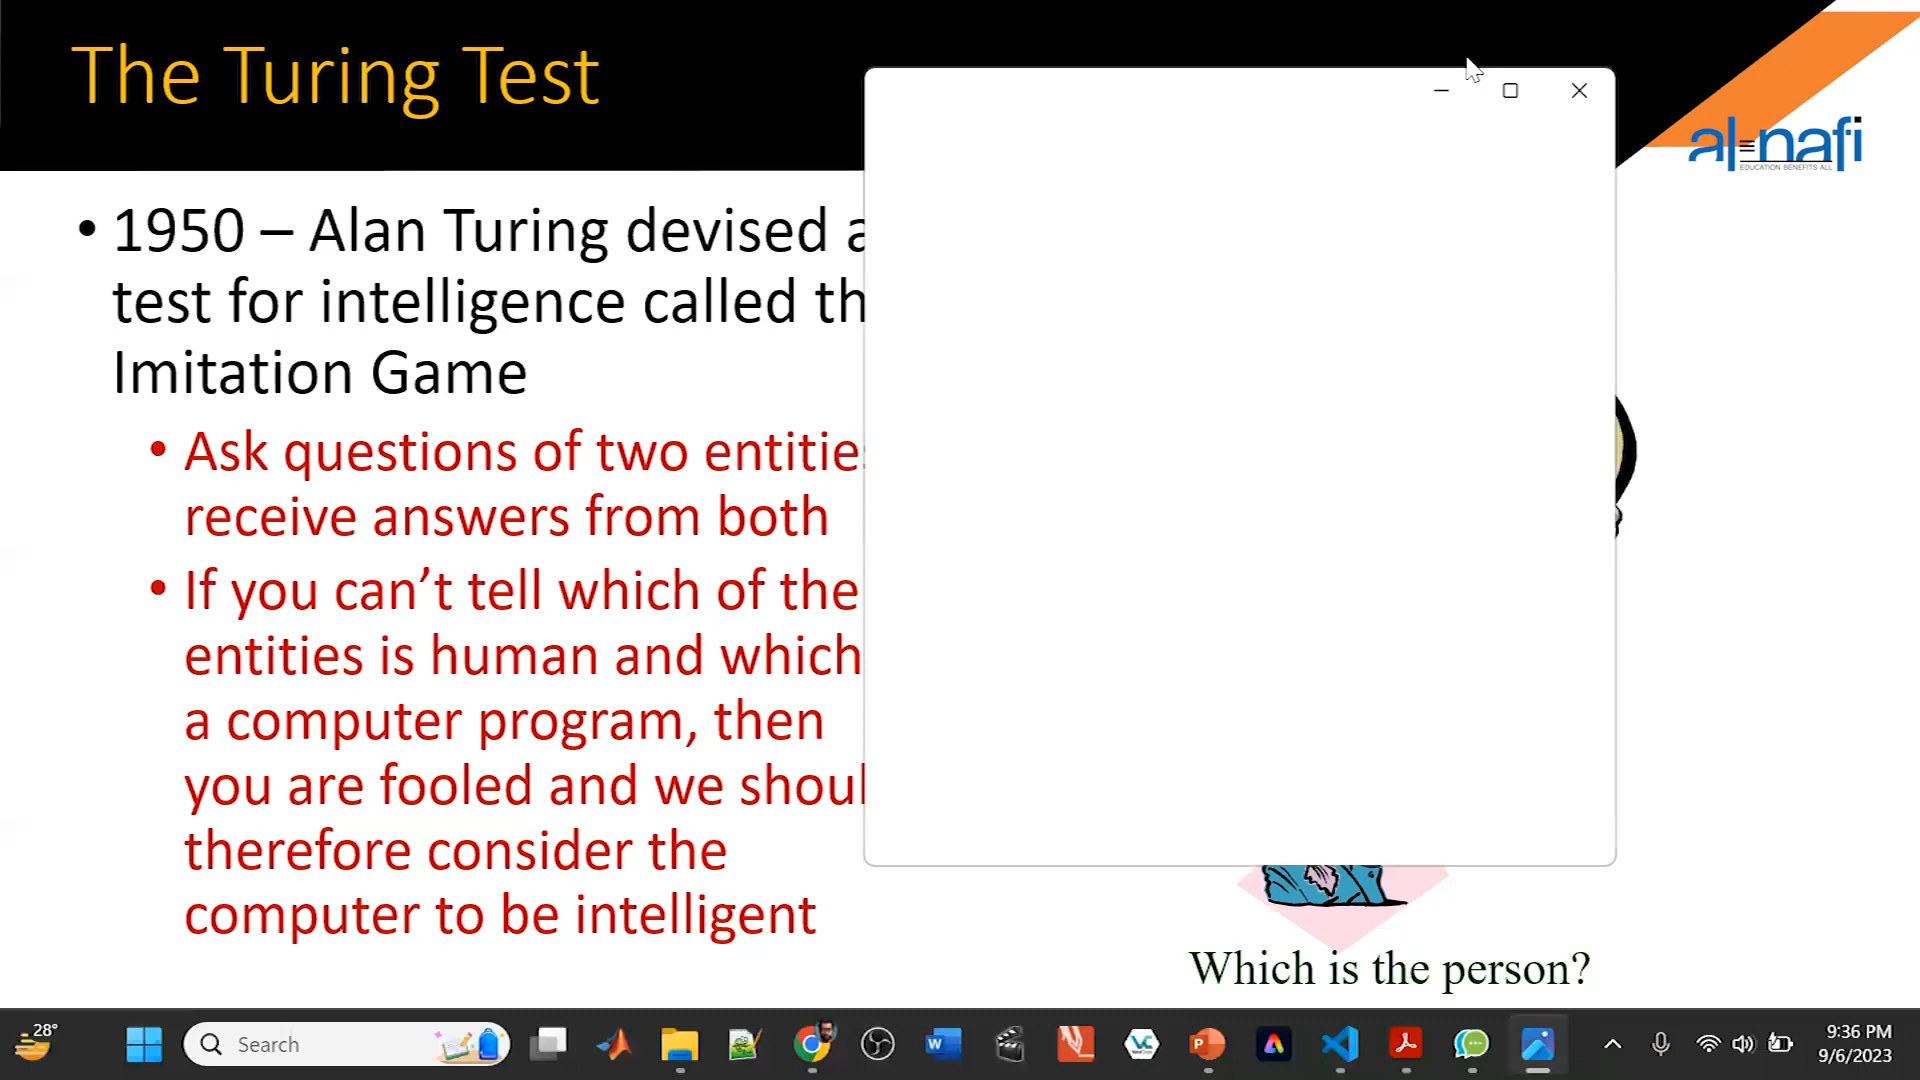 The Turing Test
al-nafi
EDUCATION BENEFITS ALL
• 1950 – Alan Turing devised a
test for intelligence called th
Imitation Game
• Ask questions of two entitie
receive answers from both
• If you can’t tell which of the
entities is human and which
a computer program, then
you are fooled and we shoul
therefore consider the
computer to be intelligent
Which is the person?
28°
Search
9:36 PM
9/6/2023